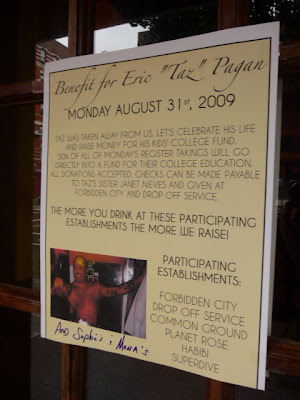 Benefit for Eric "Taz" Pagan
MONDAY AUGUST 31st, 2009
TAZ WAS TAKEN AWAY FROM US. LET'S CELEBRATE HIS LIFE
AND RAISE MONEY FOR HIS KIDS' COLLEGE FUND.
50% OF ALL OF MONDAY'S REGISTER TAKINGS WILL GO
DIRECTLY INTO A FUND FOR THEIR COLLEGE EDUCATION.
ALL DONATIONS ACCEPTED. CHECKS CAN BE MADE PAYABLE
TO TAZ'S SISTER JANET NIEVES AND GIVEN AT
FORBIDDEN CITY AND DROP OFF SERVICE.
THE MORE YOU DRINK AT THESE PARTICIPATING
ESTABLISHMENTS THE MORE WE RAISE!
PARTICIPATING
ESTABLISHMENTS:
FORBIDDEN CITY
DROP OFF SERVICE
COMMON GROUND
PLANET ROSE
HABIBI
SUPERDIVE
AND Sophie's & Mona's